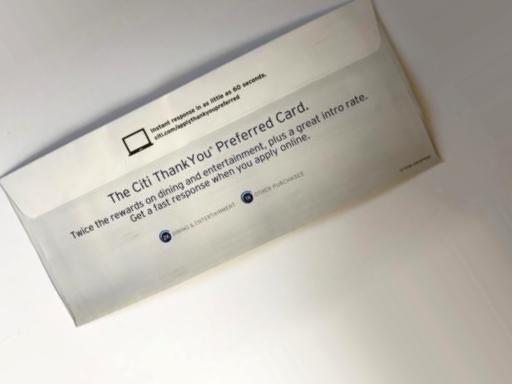 Instant response in as little as 60 seconds.
citi.com/applythankyoupreferred
The Citi ThankYou® Preferred Card.
Twice the rewards on dining and entertainment, plus a great intro rate.
Get a fast response when you apply online.
2X DINING & ENTERTAINMENT 1X OTHER PURCHASES